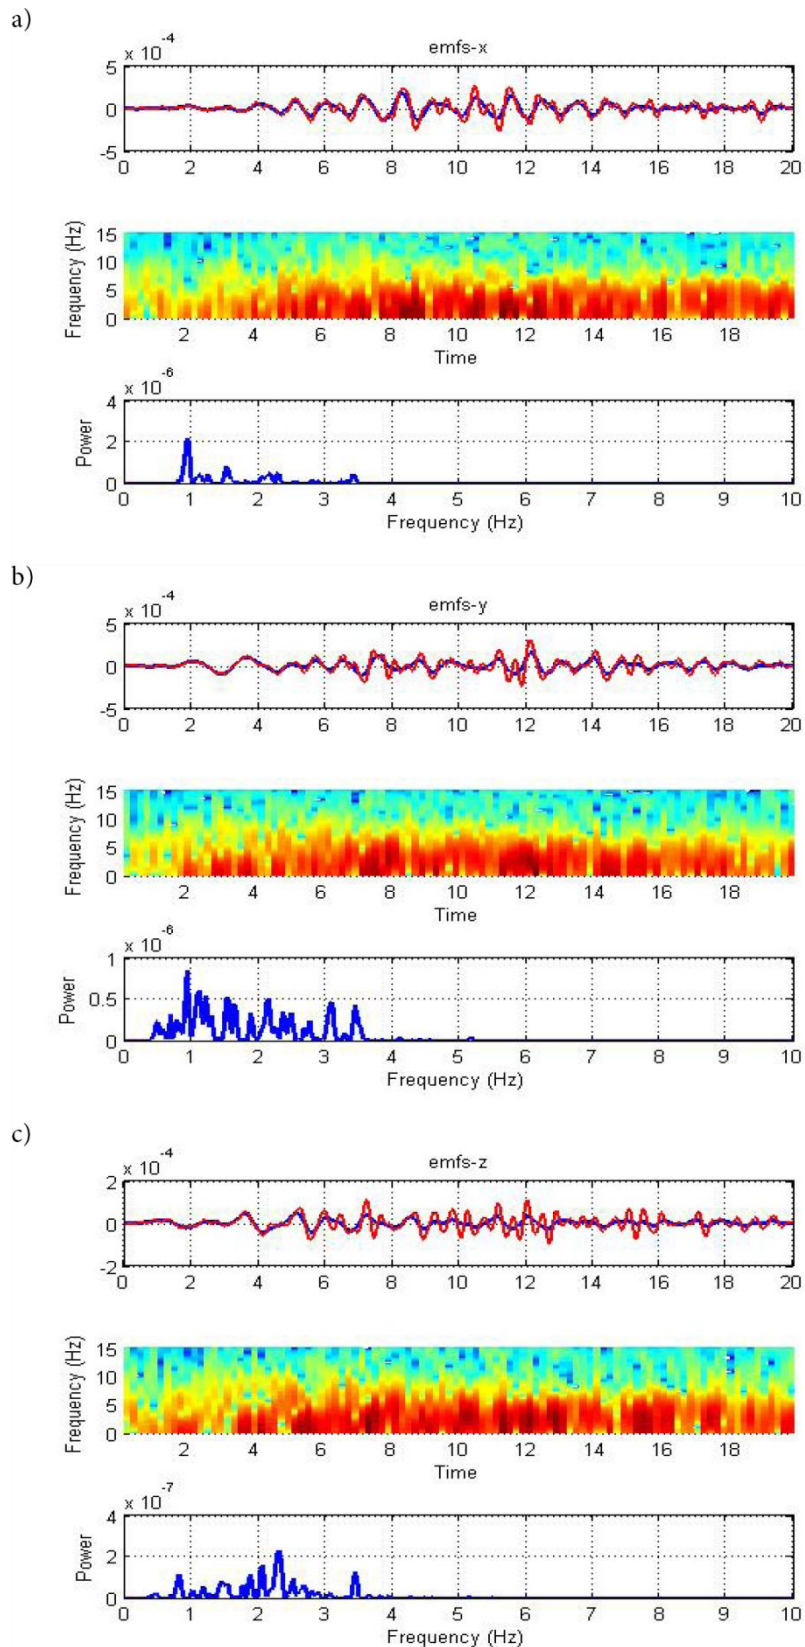 a)
x 10⁻⁴
emfs-x
5
0
-5
0 2 4 6 8 10 12 14 16 18 20
Frequency (Hz)
15
10
5
0
2 4 6 8 10 12 14 16 18
Time
x 10⁻⁶
Power
4
2
0
0 1 2 3 4 5 6 7 8 9 10
Frequency (Hz)
b)
x 10⁻⁴
emfs-y
5
0
-5
0 2 4 6 8 10 12 14 16 18 20
Frequency (Hz)
15
10
5
0
2 4 6 8 10 12 14 16 18
Time
x 10⁻⁶
Power
1
0.5
0
0 1 2 3 4 5 6 7 8 9 10
Frequency (Hz)
c)
x 10⁻⁴
emfs-z
2
0
-2
0 2 4 6 8 10 12 14 16 18 20
Frequency (Hz)
15
10
5
0
2 4 6 8 10 12 14 16 18
Time
x 10⁻⁷
Power
4
2
0
0 1 2 3 4 5 6 7 8 9 10
Frequency (Hz)